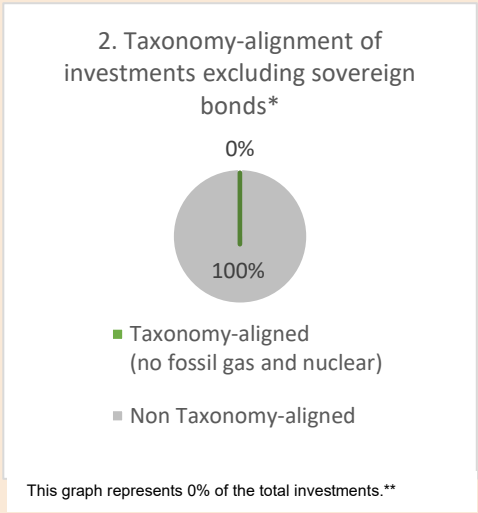 2. Taxonomy-alignment of
investments excluding sovereign
bonds*
0%
100%
Taxonomy-aligned
(no fossil gas and nuclear)
Non Taxonomy-aligned
This graph represents 0% of the total investments.**